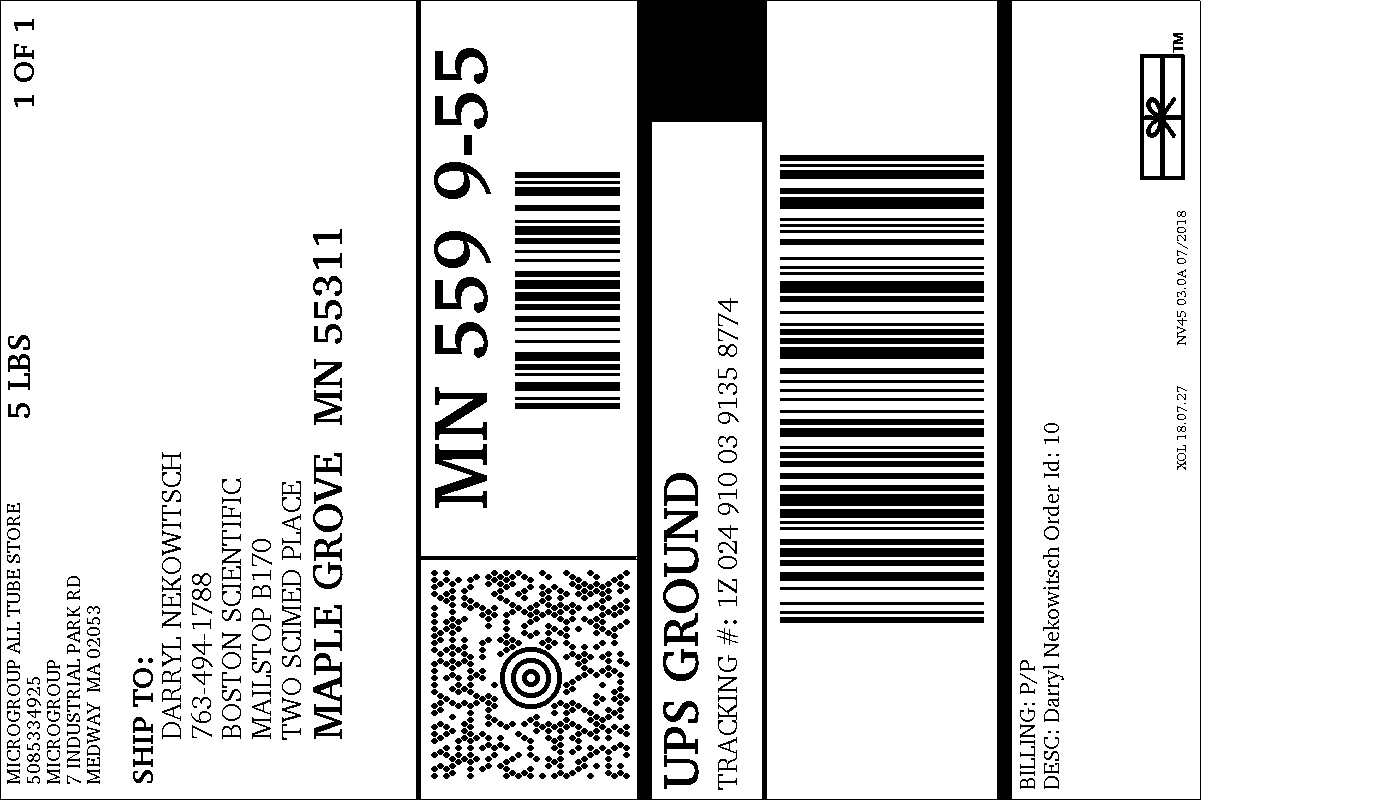 MICROGROUP ALL TUBE STORE
5085334925
MICROGROUP
7 INDUSTRIAL PARK RD
MEDWAY  MA 02053
5 LBS
1 OF 1
SHIP TO:
DARRYL NEKOWITSCH
763-494-1788
BOSTON SCIENTIFIC
MAILSTOP B170
TWO SCIMED PLACE
MAPLE GROVE  MN 55311
MN 559 9-55
UPS GROUND
TRACKING #: 1Z 024 910 03 9135 8774
BILLING: P/P
DESC: Darryl Nekowitsch Order Id: 10
XOL 18.07.27
NV45 03.0A 07/2018
TM